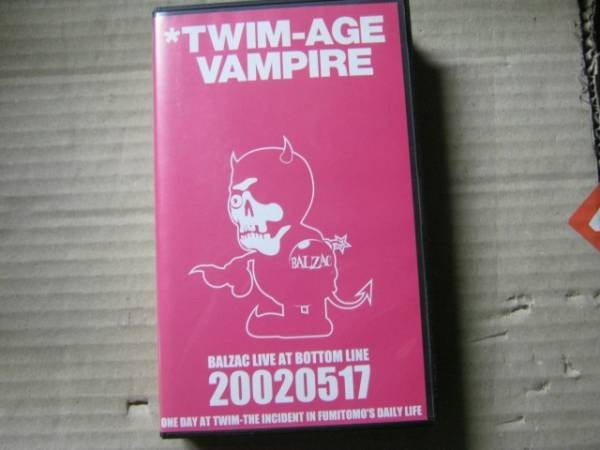 *TWIM-AGE
VAMPIRE
BALZAC
BALZAC LIVE AT BOTTOM LINE
20020517
ONE DAY AT TWIM-THE INCIDENT IN FUMITOMO'S DAILY LIFE